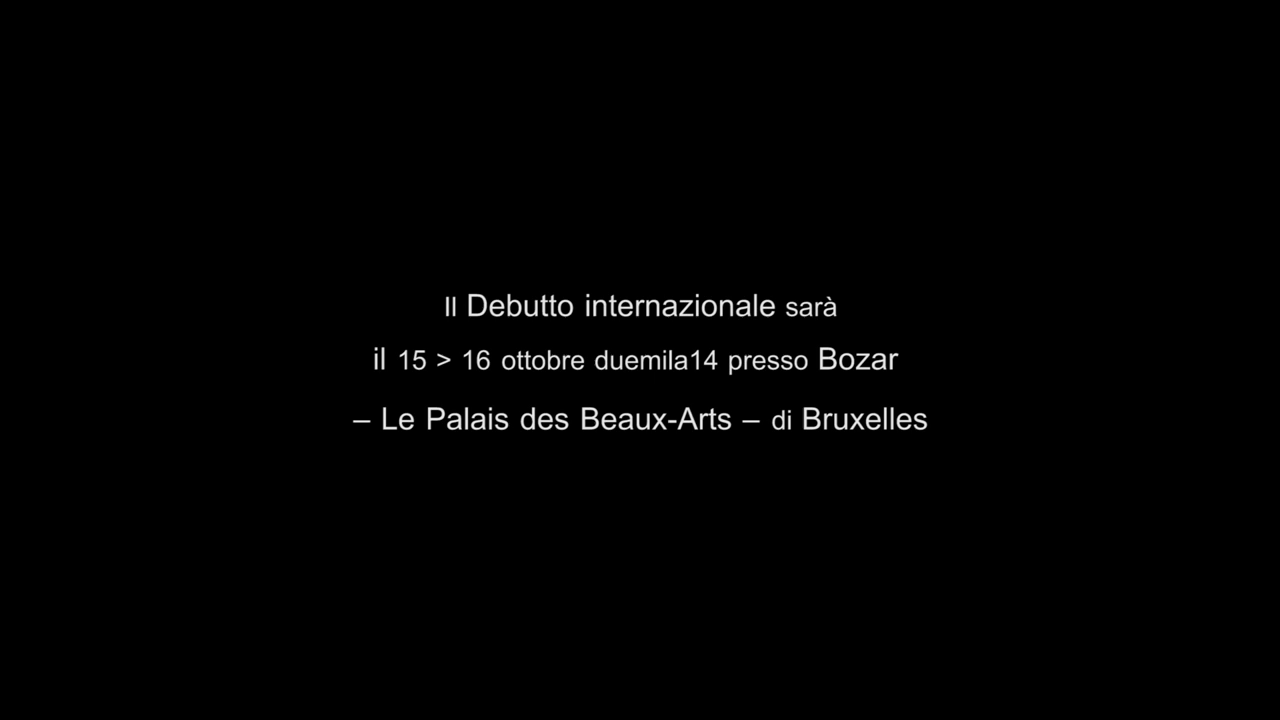 Il Debutto internazionale sarà
il 15 > 16 ottobre duemila14 presso Bozar
– Le Palais des Beaux-Arts – di Bruxelles